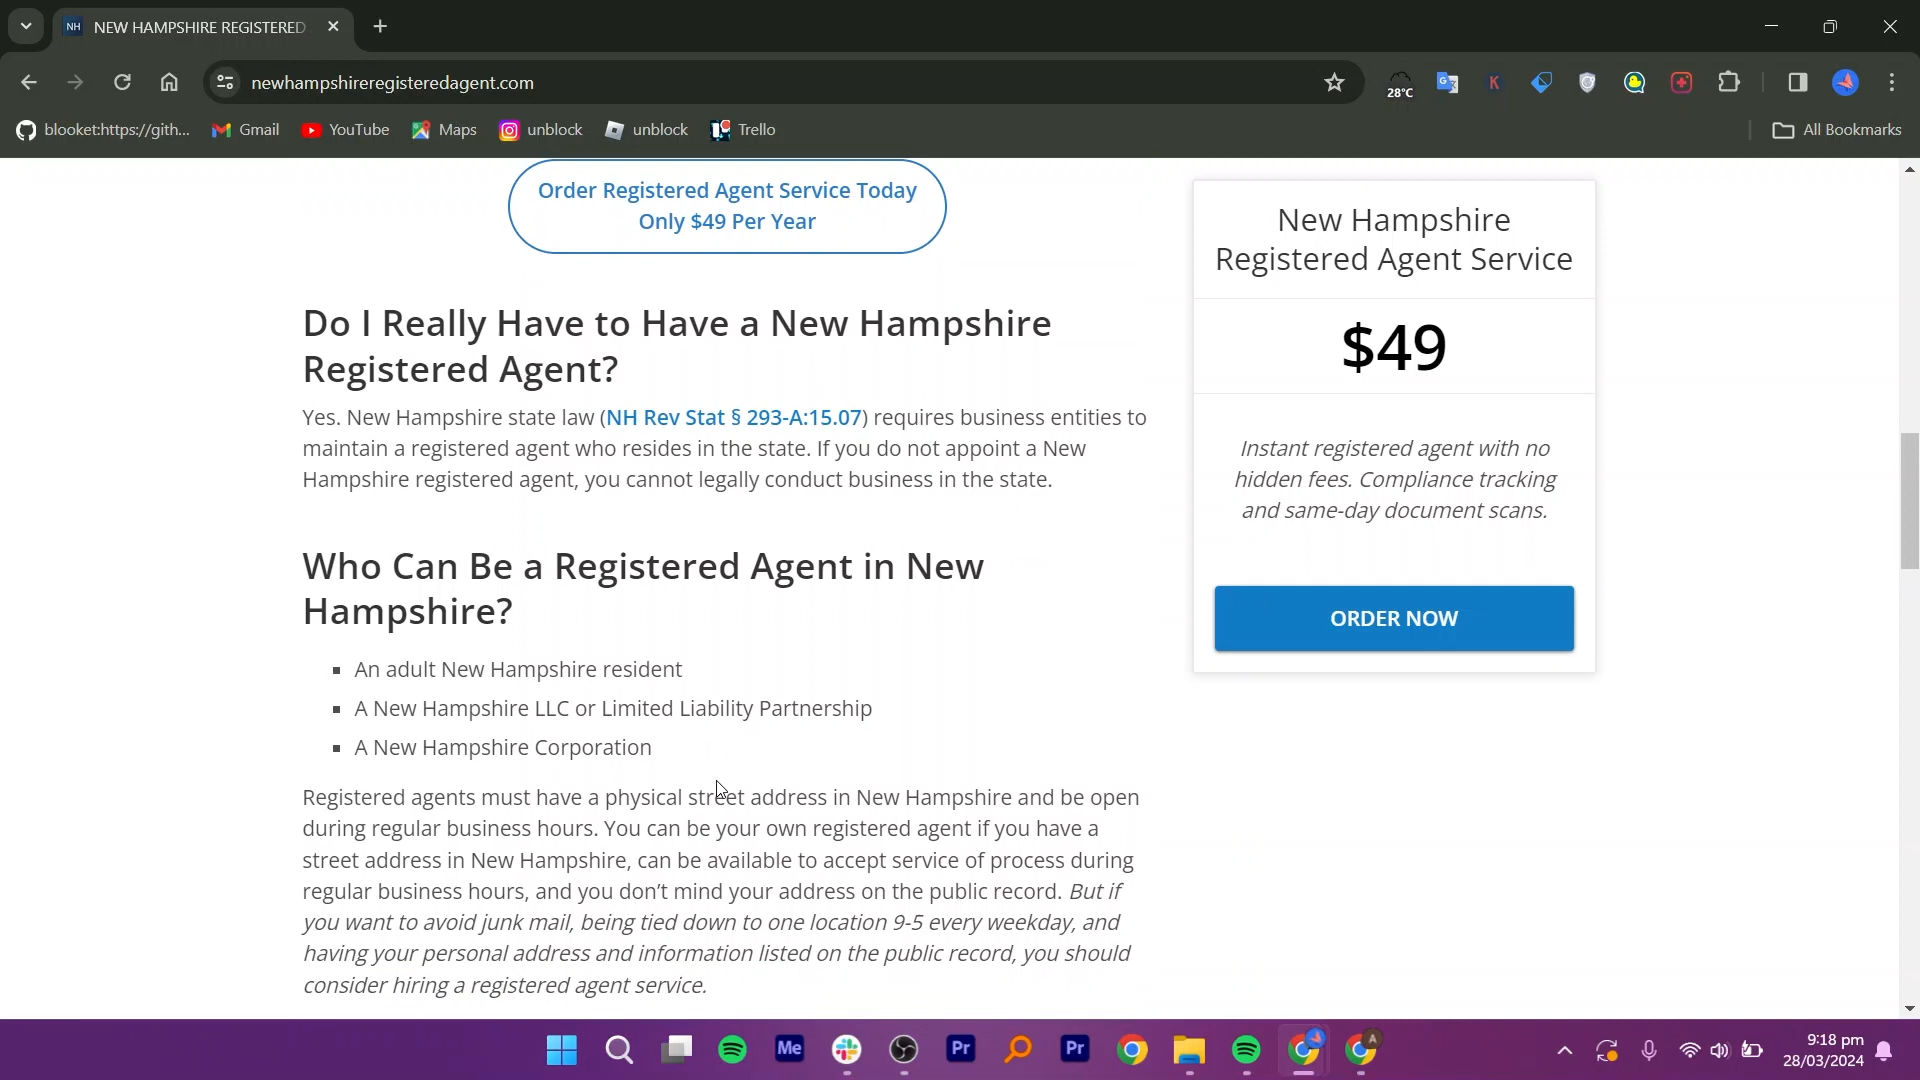 NH NEW HAMPSHIRE REGISTERED
newhampshireregisteredagent.com
28°C
K
blooket:https://gith...
Gmail
YouTube
Maps
unblock
unblock
Trello
All Bookmarks
Order Registered Agent Service Today
Only $49 Per Year
Do I Really Have to Have a New Hampshire
Registered Agent?
Yes. New Hampshire state law (NH Rev Stat § 293-A:15.07) requires business entities to
maintain a registered agent who resides in the state. If you do not appoint a New
Hampshire registered agent, you cannot legally conduct business in the state.
Who Can Be a Registered Agent in New
Hampshire?
An adult New Hampshire resident
A New Hampshire LLC or Limited Liability Partnership
A New Hampshire Corporation
Registered agents must have a physical street address in New Hampshire and be open
during regular business hours. You can be your own registered agent if you have a
street address in New Hampshire, can be available to accept service of process during
regular business hours, and you don't mind your address on the public record. But if
you want to avoid junk mail, being tied down to one location 9-5 every weekday, and
having your personal address and information listed on the public record, you should
consider hiring a registered agent service.
New Hampshire
Registered Agent Service
$49
Instant registered agent with no
hidden fees. Compliance tracking
and same-day document scans.
ORDER NOW
Me
Pr
Pr
A
9:18 pm
28/03/2024